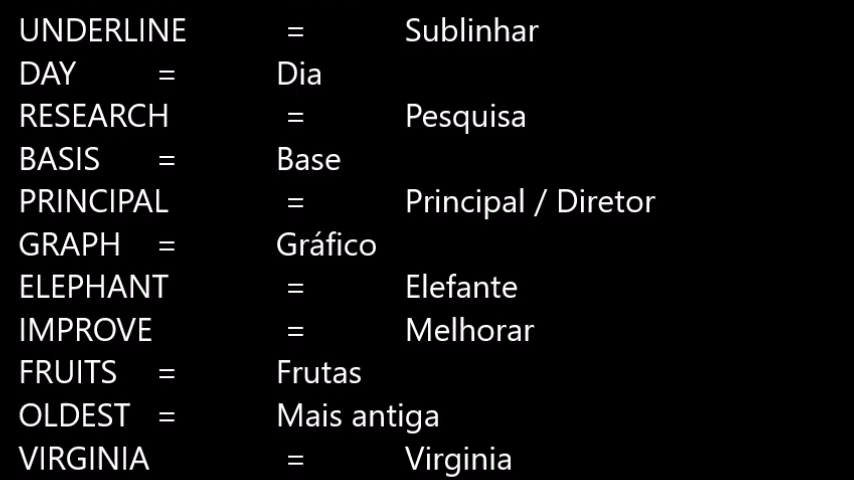 UNDERLINE = Sublinhar
DAY = Dia
RESEARCH = Pesquisa
BASIS = Base
PRINCIPAL = Principal / Diretor
GRAPH = Gráfico
ELEPHANT = Elefante
IMPROVE = Melhorar
FRUITS = Frutas
OLDEST = Mais antiga
VIRGINIA = Virginia